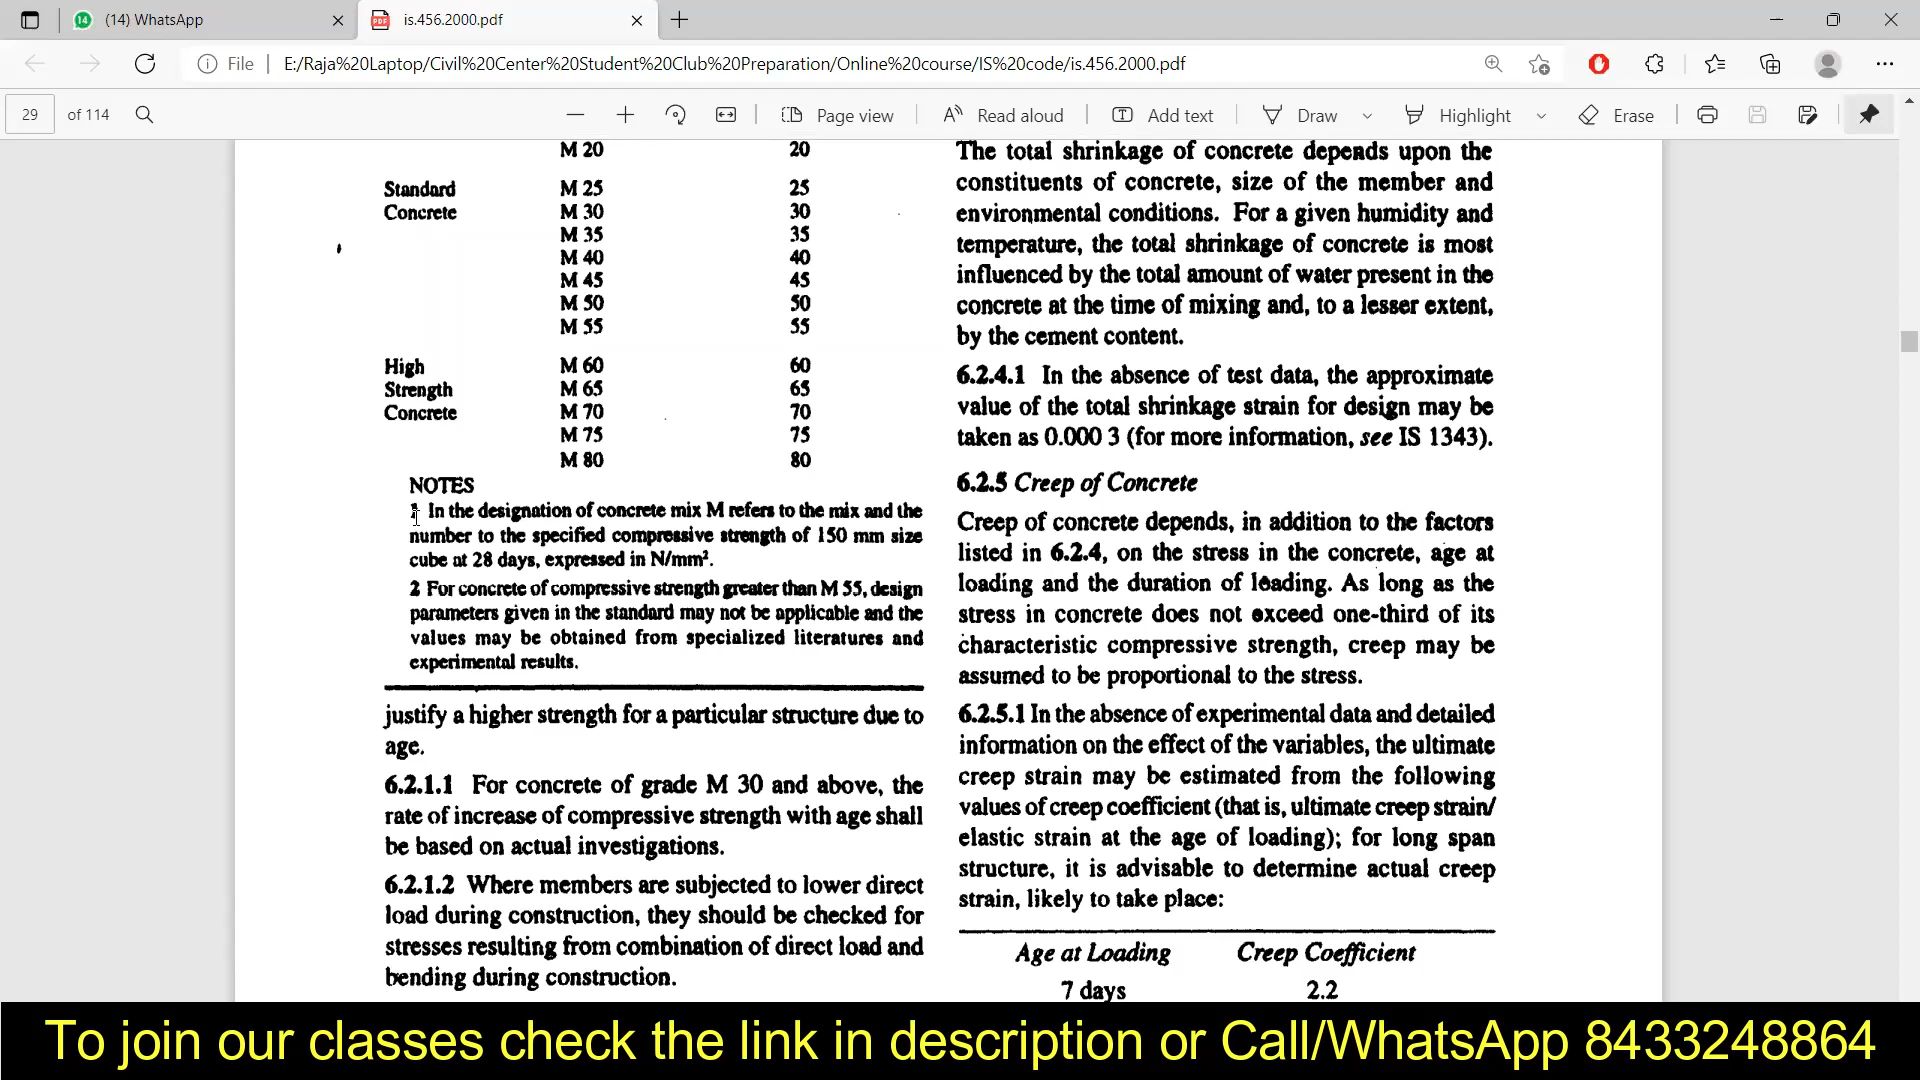 14 (14) WhatsApp
PDF is.456.2000.pdf
File E:/Raja%20Laptop/Civil%20Center%20Student%20Club%20Preparation/Online%20course/IS%20code/is.456.2000.pdf
29 of 114 Page view Read aloud Add text Draw Highlight Erase
M 20 20
Standard M 25 25
Concrete M 30 30
M 35 35
M 40 40
M 45 45
M 50 50
M 55 55
High M 60 60
Strength M 65 65
Concrete M 70 70
M 75 75
M 80 80
NOTES
1 In the designation of concrete mix M refers to the mix and the
number to the specified compressive strength of 150 mm size
cube at 28 days, expressed in N/mm².
2 For concrete of compressive strength greater than M 55, design
parameters given in the standard may not be applicable and the
values may be obtained from specialized literatures and
experimental results.
justify a higher strength for a particular structure due to
age.
6.2.1.1 For concrete of grade M 30 and above, the
rate of increase of compressive strength with age shall
be based on actual investigations.
6.2.1.2 Where members are subjected to lower direct
load during construction, they should be checked for
stresses resulting from combination of direct load and
bending during construction.
The total shrinkage of concrete depends upon the
constituents of concrete, size of the member and
environmental conditions. For a given humidity and
temperature, the total shrinkage of concrete is most
influenced by the total amount of water present in the
concrete at the time of mixing and, to a lesser extent,
by the cement content.
6.2.4.1 In the absence of test data, the approximate
value of the total shrinkage strain for design may be
taken as 0.000 3 (for more information, see IS 1343).
6.2.5 Creep of Concrete
Creep of concrete depends, in addition to the factors
listed in 6.2.4, on the stress in the concrete, age at
loading and the duration of loading. As long as the
stress in concrete does not exceed one-third of its
characteristic compressive strength, creep may be
assumed to be proportional to the stress.
6.2.5.1 In the absence of experimental data and detailed
information on the effect of the variables, the ultimate
creep strain may be estimated from the following
values of creep coefficient (that is, ultimate creep strain/
elastic strain at the age of loading); for long span
structure, it is advisable to determine actual creep
strain, likely to take place:
Age at Loading Creep Coefficient
7 days 2.2
To join our classes check the link in description or Call/WhatsApp 8433248864